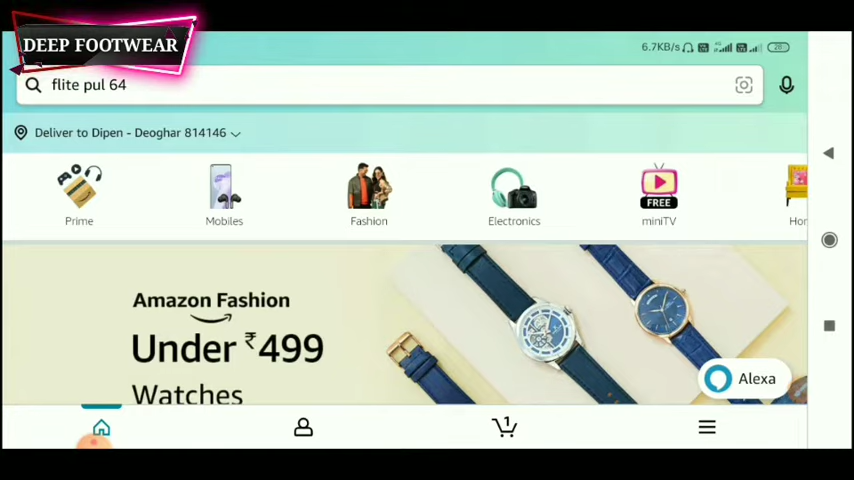 DEEP FOOTWEAR
6.7KB/s
flite pul 64
Deliver to Dipen - Deoghar 814146
Prime
Mobiles
Fashion
Electronics
FREE
miniTV
Hor
Amazon Fashion
Under ₹499
Watches
Alexa
1